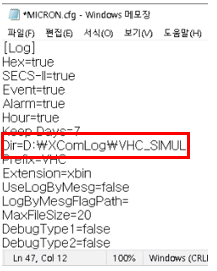 *MICRON.cfg - Windows 메모장
파일(F) 편집(E) 서식(O) 보기(V) 도움말(H)
[Log]
Hex=true
SECS-II=true
Event=true
Alarm=true
Hour=true
Keep Days=7
Dir=D:₩XComLog₩VHC_SIMUL
Prefix=VHC
Extension=xbin
UseLogByMesg=false
LogByMesgFlagPath=
MaxFileSize=20
DebugType1=false
DebugType2=false
Ln 47, Col 12 100% Windows (CRL